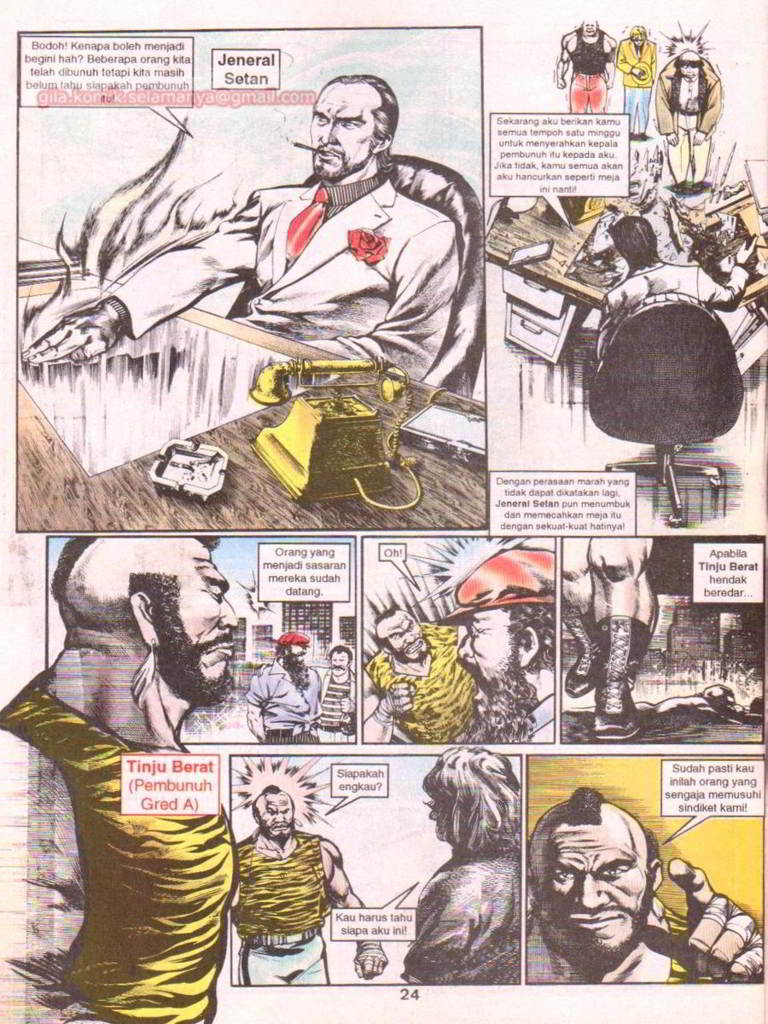 Bodoh! Kenapa boleh menjadi
begini hah? Beberapa orang kita
telah dibunuh tetapi kita masih
belum tahu siapakah pembunuh
itu!
gila.komik.selamanya@gmail.com
Jeneral
Setan
Sekarang aku berikan kamu
semua tempoh satu minggu
untuk menyerahkan kepala
pembunuh itu kepada aku.
Jika tidak, kamu semua akan
aku hancurkan seperti meja
ini nanti!
Dengan perasaan marah yang
tidak dapat dikatakan lagi,
Jeneral Setan pun menumbuk
dan memecahkan meja itu
dengan sekuat-kuat hatinya!
Orang yang
menjadi sasaran
mereka sudah
datang.
Oh!
Apabila
Tinju Berat
hendak
beredar...
Tinju Berat
(Pembunuh
Gred A)
Siapakah
engkau?
Kau harus tahu
siapa aku ini!
Sudah pasti kau
inilah orang yang
sengaja memusuhi
sindiket kami!
24